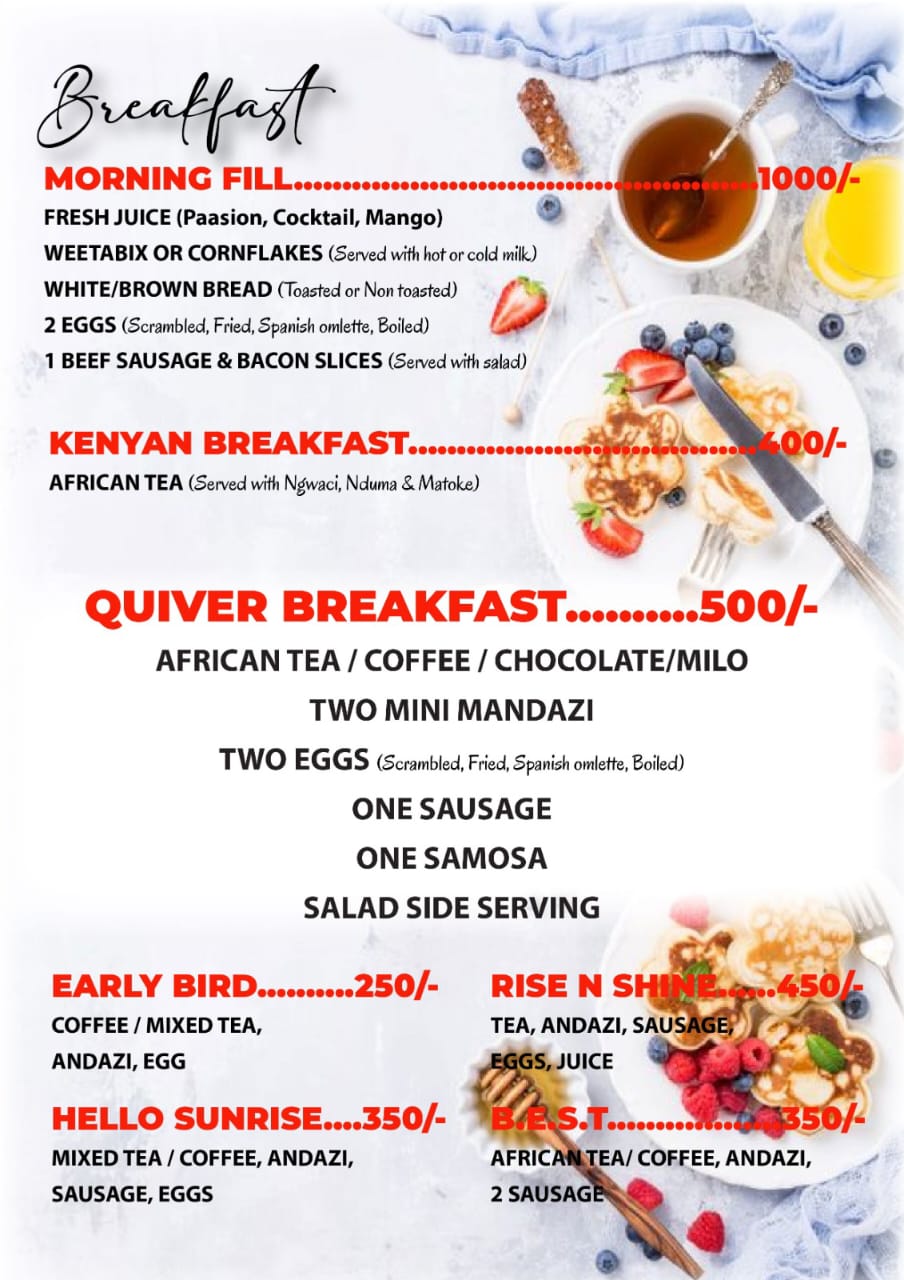 Breakfast
MORNING FILL................................................1000/-
FRESH JUICE (Paasion, Cocktail, Mango)
WEETABIX OR CORNFLAKES (Served with hot or cold milk)
WHITE/BROWN BREAD (Toasted or Non toasted)
2 EGGS (Scrambled, Fried, Spanish omlette, Boiled)
1 BEEF SAUSAGE & BACON SLICES (Served with salad)
KENYAN BREAKFAST....................................400/-
AFRICAN TEA (Served with Ngwaci, Nduma & Matoke)
QUIVER BREAKFAST..........500/-
AFRICAN TEA / COFFEE / CHOCOLATE/MILO
TWO MINI MANDAZI
TWO EGGS (Scrambled, Fried, Spanish omlette, Boiled)
ONE SAUSAGE
ONE SAMOSA
SALAD SIDE SERVING
EARLY BIRD..........250/-
COFFEE / MIXED TEA,
ANDAZI, EGG
RISE N SHINE......450/-
TEA, ANDAZI, SAUSAGE,
EGGS, JUICE
HELLO SUNRISE....350/-
MIXED TEA / COFFEE, ANDAZI,
SAUSAGE, EGGS
B.E.S.T..................350/-
AFRICAN TEA/ COFFEE, ANDAZI,
2 SAUSAGE